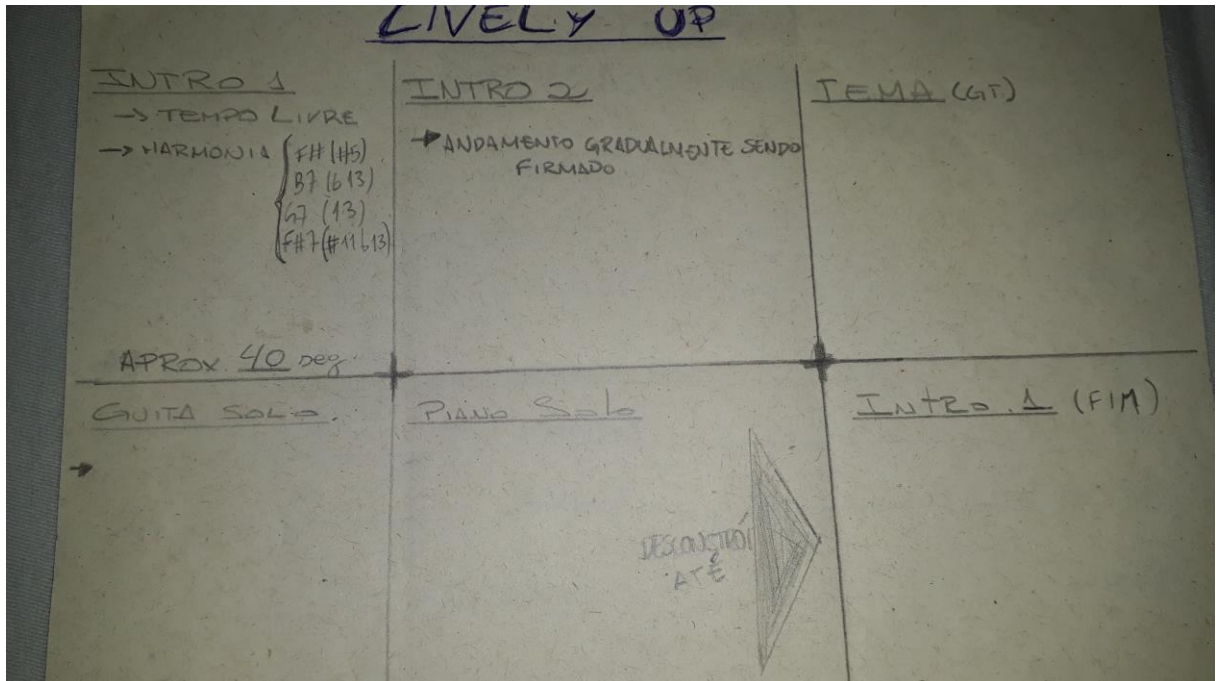 LIVELY UP
INTRO 1
→ TEMPO LIVRE
→ HARMONIA { F# (#5)
B7 (b13)
G7 (13)
F#7 (#11 b13)
APROX 40 seg.
INTRO 2
→ ANDAMENTO GRADUALMENTE SENDO
FIRMADO
TEMA (GT)
GUITA SOLO.
→
PIANO Solo
DESCONSTRÓI
ATÉ
INTRO. 1 (FIM)